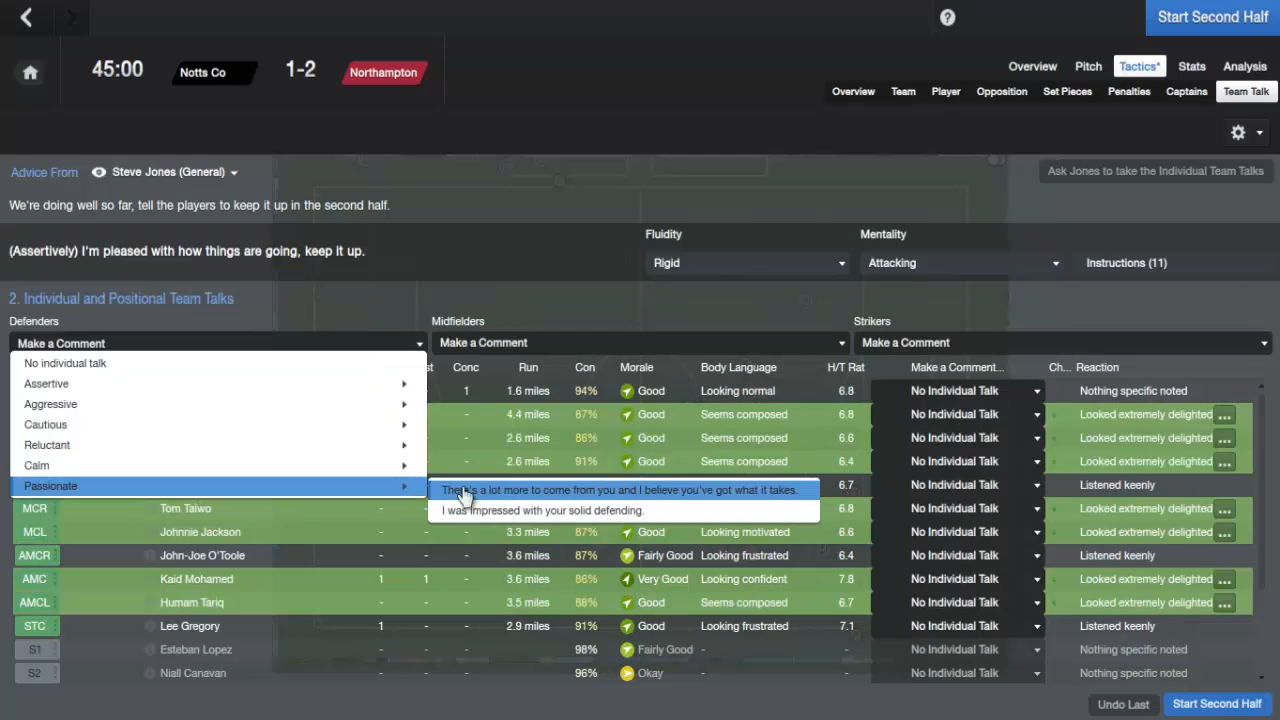 Start Second Half
45:00 Notts Co 1-2 Northampton
Overview Pitch Tactics* Stats Analysis
Overview Team Player Opposition Set Pieces Penalties Captains Team Talk
Advice From Steve Jones (General) Ask Jones to take the Individual Team Talks
We're doing well so far, tell the players to keep it up in the second half.
Fluidity Mentality
(Assertively) I'm pleased with how things are going, keep it up.
Rigid Attacking Instructions (11)
2. Individual and Positional Team Talks
Defenders Midfielders Strikers
Make a Comment Make a Comment Make a Comment
No individual talk
Assertive
Aggressive
Cautious
Reluctant
Calm
Passionate
There's a lot more to come from you and I believe you've got what it takes.
I was impressed with your solid defending.
st Conc Run Con Morale Body Language H/T Rat Make a Comment... Ch... Reaction
1 1.6 miles 94% Good Looking normal 6.8 No Individual Talk Nothing specific noted
- 4.4 miles 87% Good Seems composed 6.8 No Individual Talk Looked extremely delighted ...
- 2.6 miles 86% Good Seems composed 6.6 No Individual Talk Looked extremely delighted ...
- 2.6 miles 91% Good Seems composed 6.4 No Individual Talk Looked extremely delighted ...
6.7 No Individual Talk Listened keenly
MCR Tom Taiwo 6.8 No Individual Talk Looked extremely delighted ...
MCL Johnnie Jackson - - - 3.3 miles 87% Good Looking motivated 6.6 No Individual Talk Looked extremely delighted ...
AMCR John-Joe O'Toole - - - 3.6 miles 87% Fairly Good Looking frustrated 6.4 No Individual Talk Listened keenly
AMC Kaid Mohamed 1 1 - 3.6 miles 86% Very Good Looking confident 7.8 No Individual Talk Looked extremely delighted ...
AMCL Humam Tariq - - - 3.5 miles 88% Good Seems composed 6.7 No Individual Talk Looked extremely delighted ...
STC Lee Gregory 1 - - 2.9 miles 91% Good Looking frustrated 7.1 No Individual Talk Listened keenly
S1 Esteban Lopez - - - - 98% Fairly Good - - No Individual Talk Nothing specific noted
S2 Niall Canavan - - - - 96% Okay - - No Individual Talk Nothing specific noted
Undo Last Start Second Half